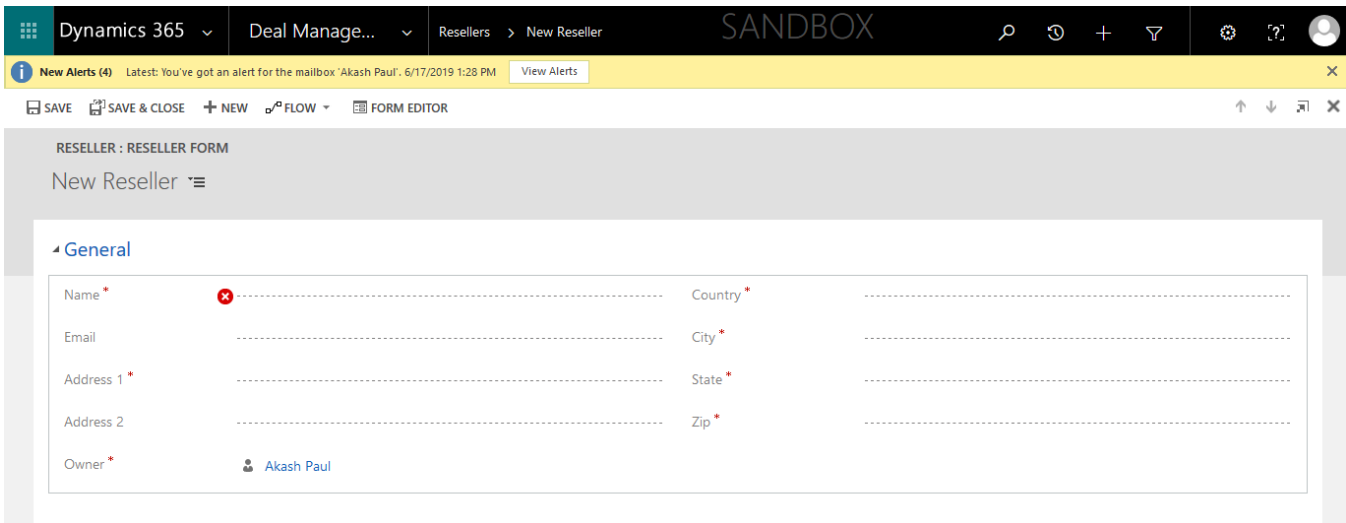 Dynamics 365 Deal Manage... Resellers > New Reseller SANDBOX
New Alerts (4) Latest: You've got an alert for the mailbox 'Akash Paul'. 6/17/2019 1:28 PM View Alerts
SAVE SAVE & CLOSE NEW FLOW FORM EDITOR
RESELLER : RESELLER FORM
New Reseller
General
Name* Country*
Email City*
Address 1* State*
Address 2 Zip*
Owner* Akash Paul